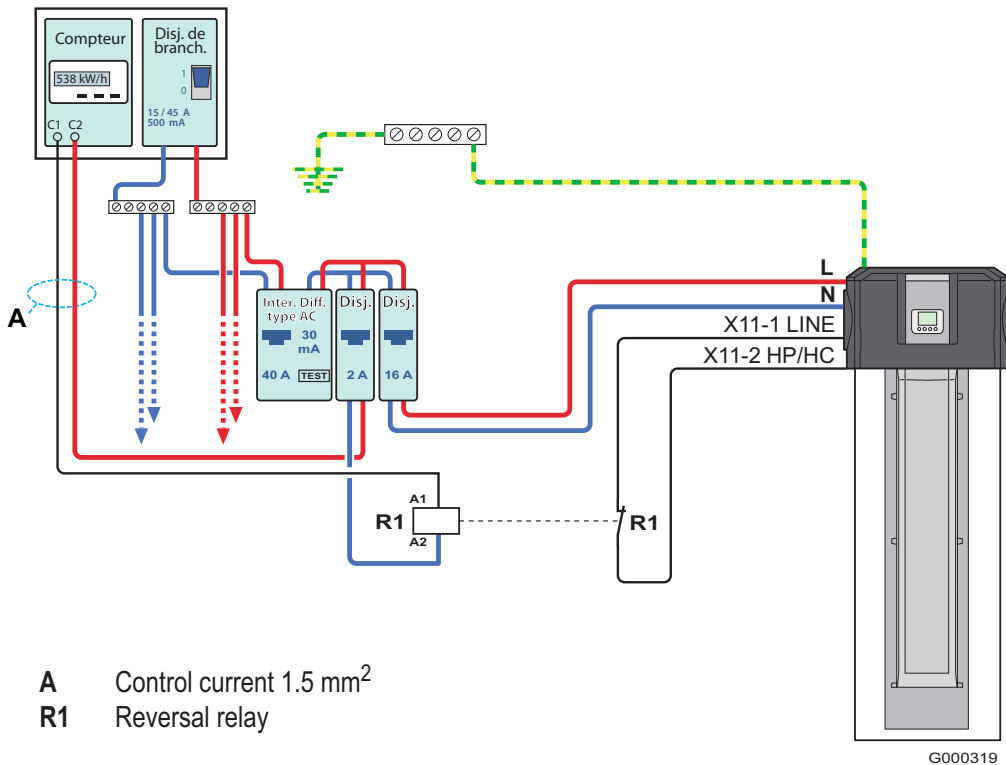 Compteur
538 kW/h
C1 C2
Disj. de
branch.
1
0
15 / 45 A
500 mA
A
Inter. Diff.
type AC
30
mA
40 A
TEST
Disj.
2 A
Disj.
16 A
L
N
X11-1 LINE
X11-2 HP/HC
A1
R1
A2
R1
A Control current 1.5 mm²
R1 Reversal relay
G000319